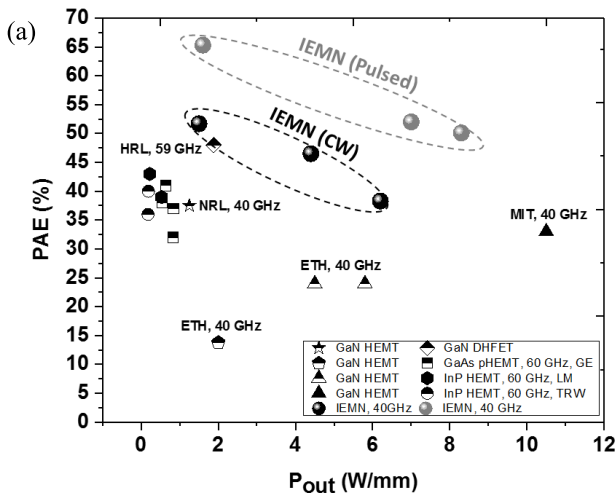 (a)
70
65
60
55
50
45
40
35
30
25
20
15
10
5
0
PAE (%)
IEMN (Pulsed)
IEMN (CW)
HRL, 59 GHz
NRL, 40 GHz
MIT, 40 GHz
ETH, 40 GHz
ETH, 40 GHz
GaN HEMT
GaN DHFET
GaN HEMT
GaAs pHEMT, 60 GHz, GE
GaN HEMT
InP HEMT, 60 GHz, LM
GaN HEMT
InP HEMT, 60 GHz, TRW
IEMN, 40GHz
IEMN, 40 GHz
0 2 4 6 8 10 12
Pout (W/mm)